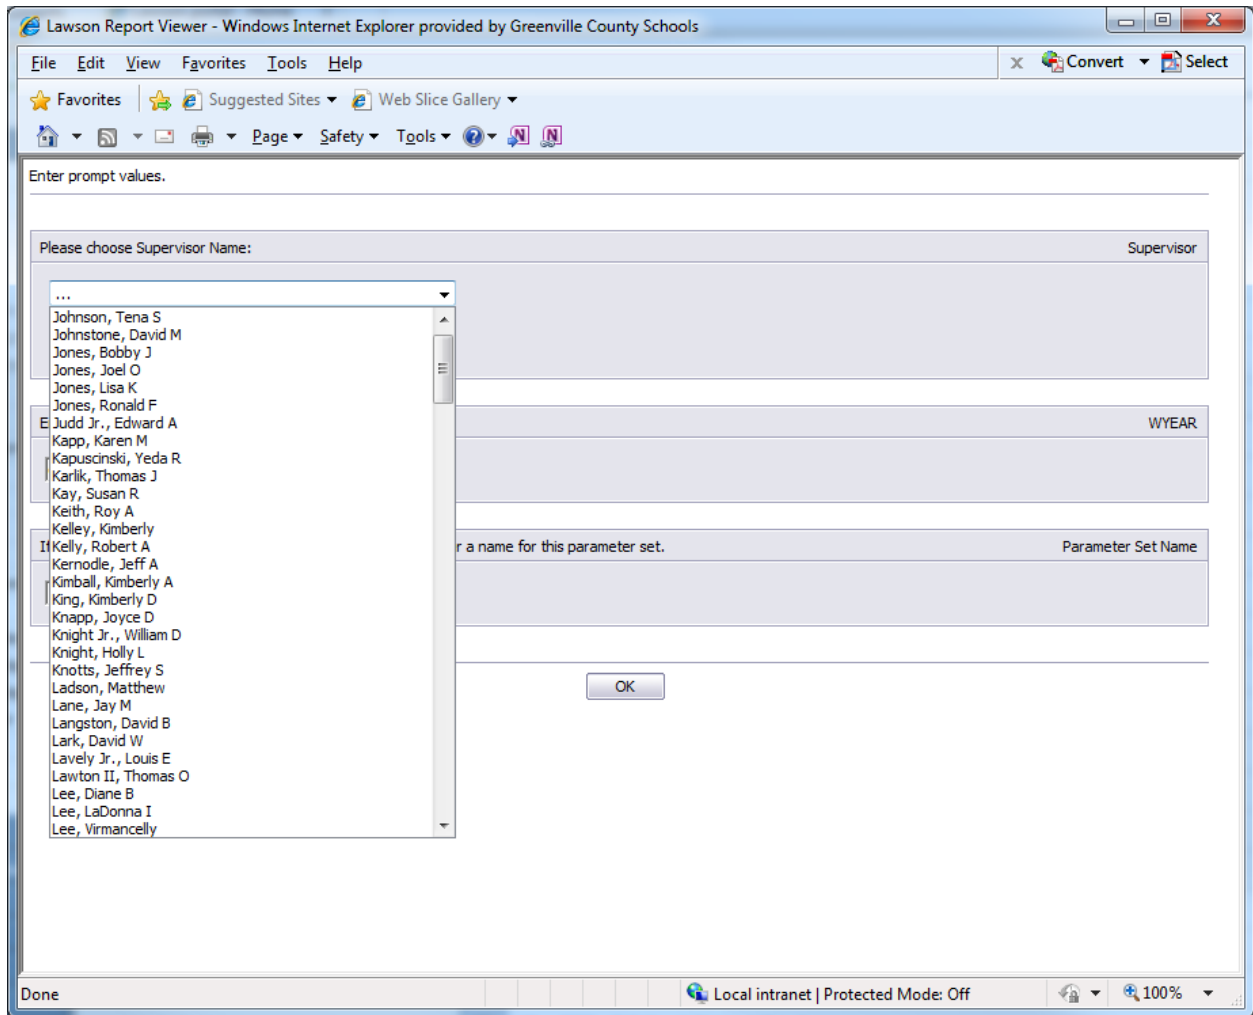 Lawson Report Viewer - Windows Internet Explorer provided by Greenville County Schools
File Edit View Favorites Tools Help x Convert Select
Favorites Suggested Sites Web Slice Gallery
Page Safety Tools
Enter prompt values.
Please choose Supervisor Name: Supervisor
...
Johnson, Tena S
Johnstone, David M
Jones, Bobby J
Jones, Joel O
Jones, Lisa K
Jones, Ronald F
E Judd Jr., Edward A WYEAR
Kapp, Karen M
Kapuscinski, Yeda R
Karlik, Thomas J
Kay, Susan R
Keith, Roy A
Kelley, Kimberly
If Kelly, Robert A r a name for this parameter set. Parameter Set Name
Kernodle, Jeff A
Kimball, Kimberly A
King, Kimberly D
Knapp, Joyce D
Knight Jr., William D
Knight, Holly L
Knotts, Jeffrey S
Ladson, Matthew OK
Lane, Jay M
Langston, David B
Lark, David W
Lavely Jr., Louis E
Lawton II, Thomas O
Lee, Diane B
Lee, LaDonna I
Lee, Virmancelly
Done Local intranet | Protected Mode: Off 100%